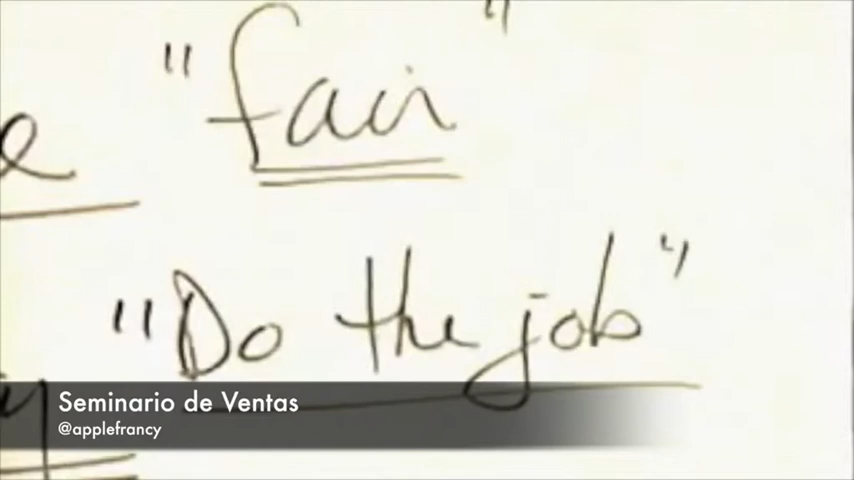 "fair"
"Do the job"
Seminario de Ventas
@applefrancy